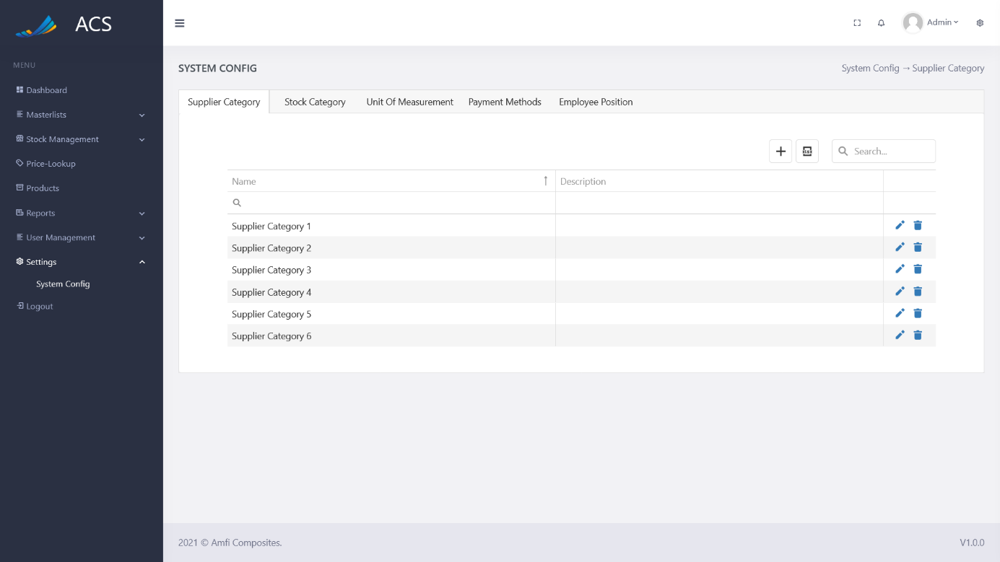 ACS
Admin
MENU
Dashboard
Masterlists
Stock Management
Price-Lookup
Products
Reports
User Management
Settings
System Config
Logout
SYSTEM CONFIG
System Config → Supplier Category
Supplier Category
Stock Category
Unit Of Measurement
Payment Methods
Employee Position
Search...
Name
Description
Supplier Category 1
Supplier Category 2
Supplier Category 3
Supplier Category 4
Supplier Category 5
Supplier Category 6
2021 © Amfi Composites.
V1.0.0